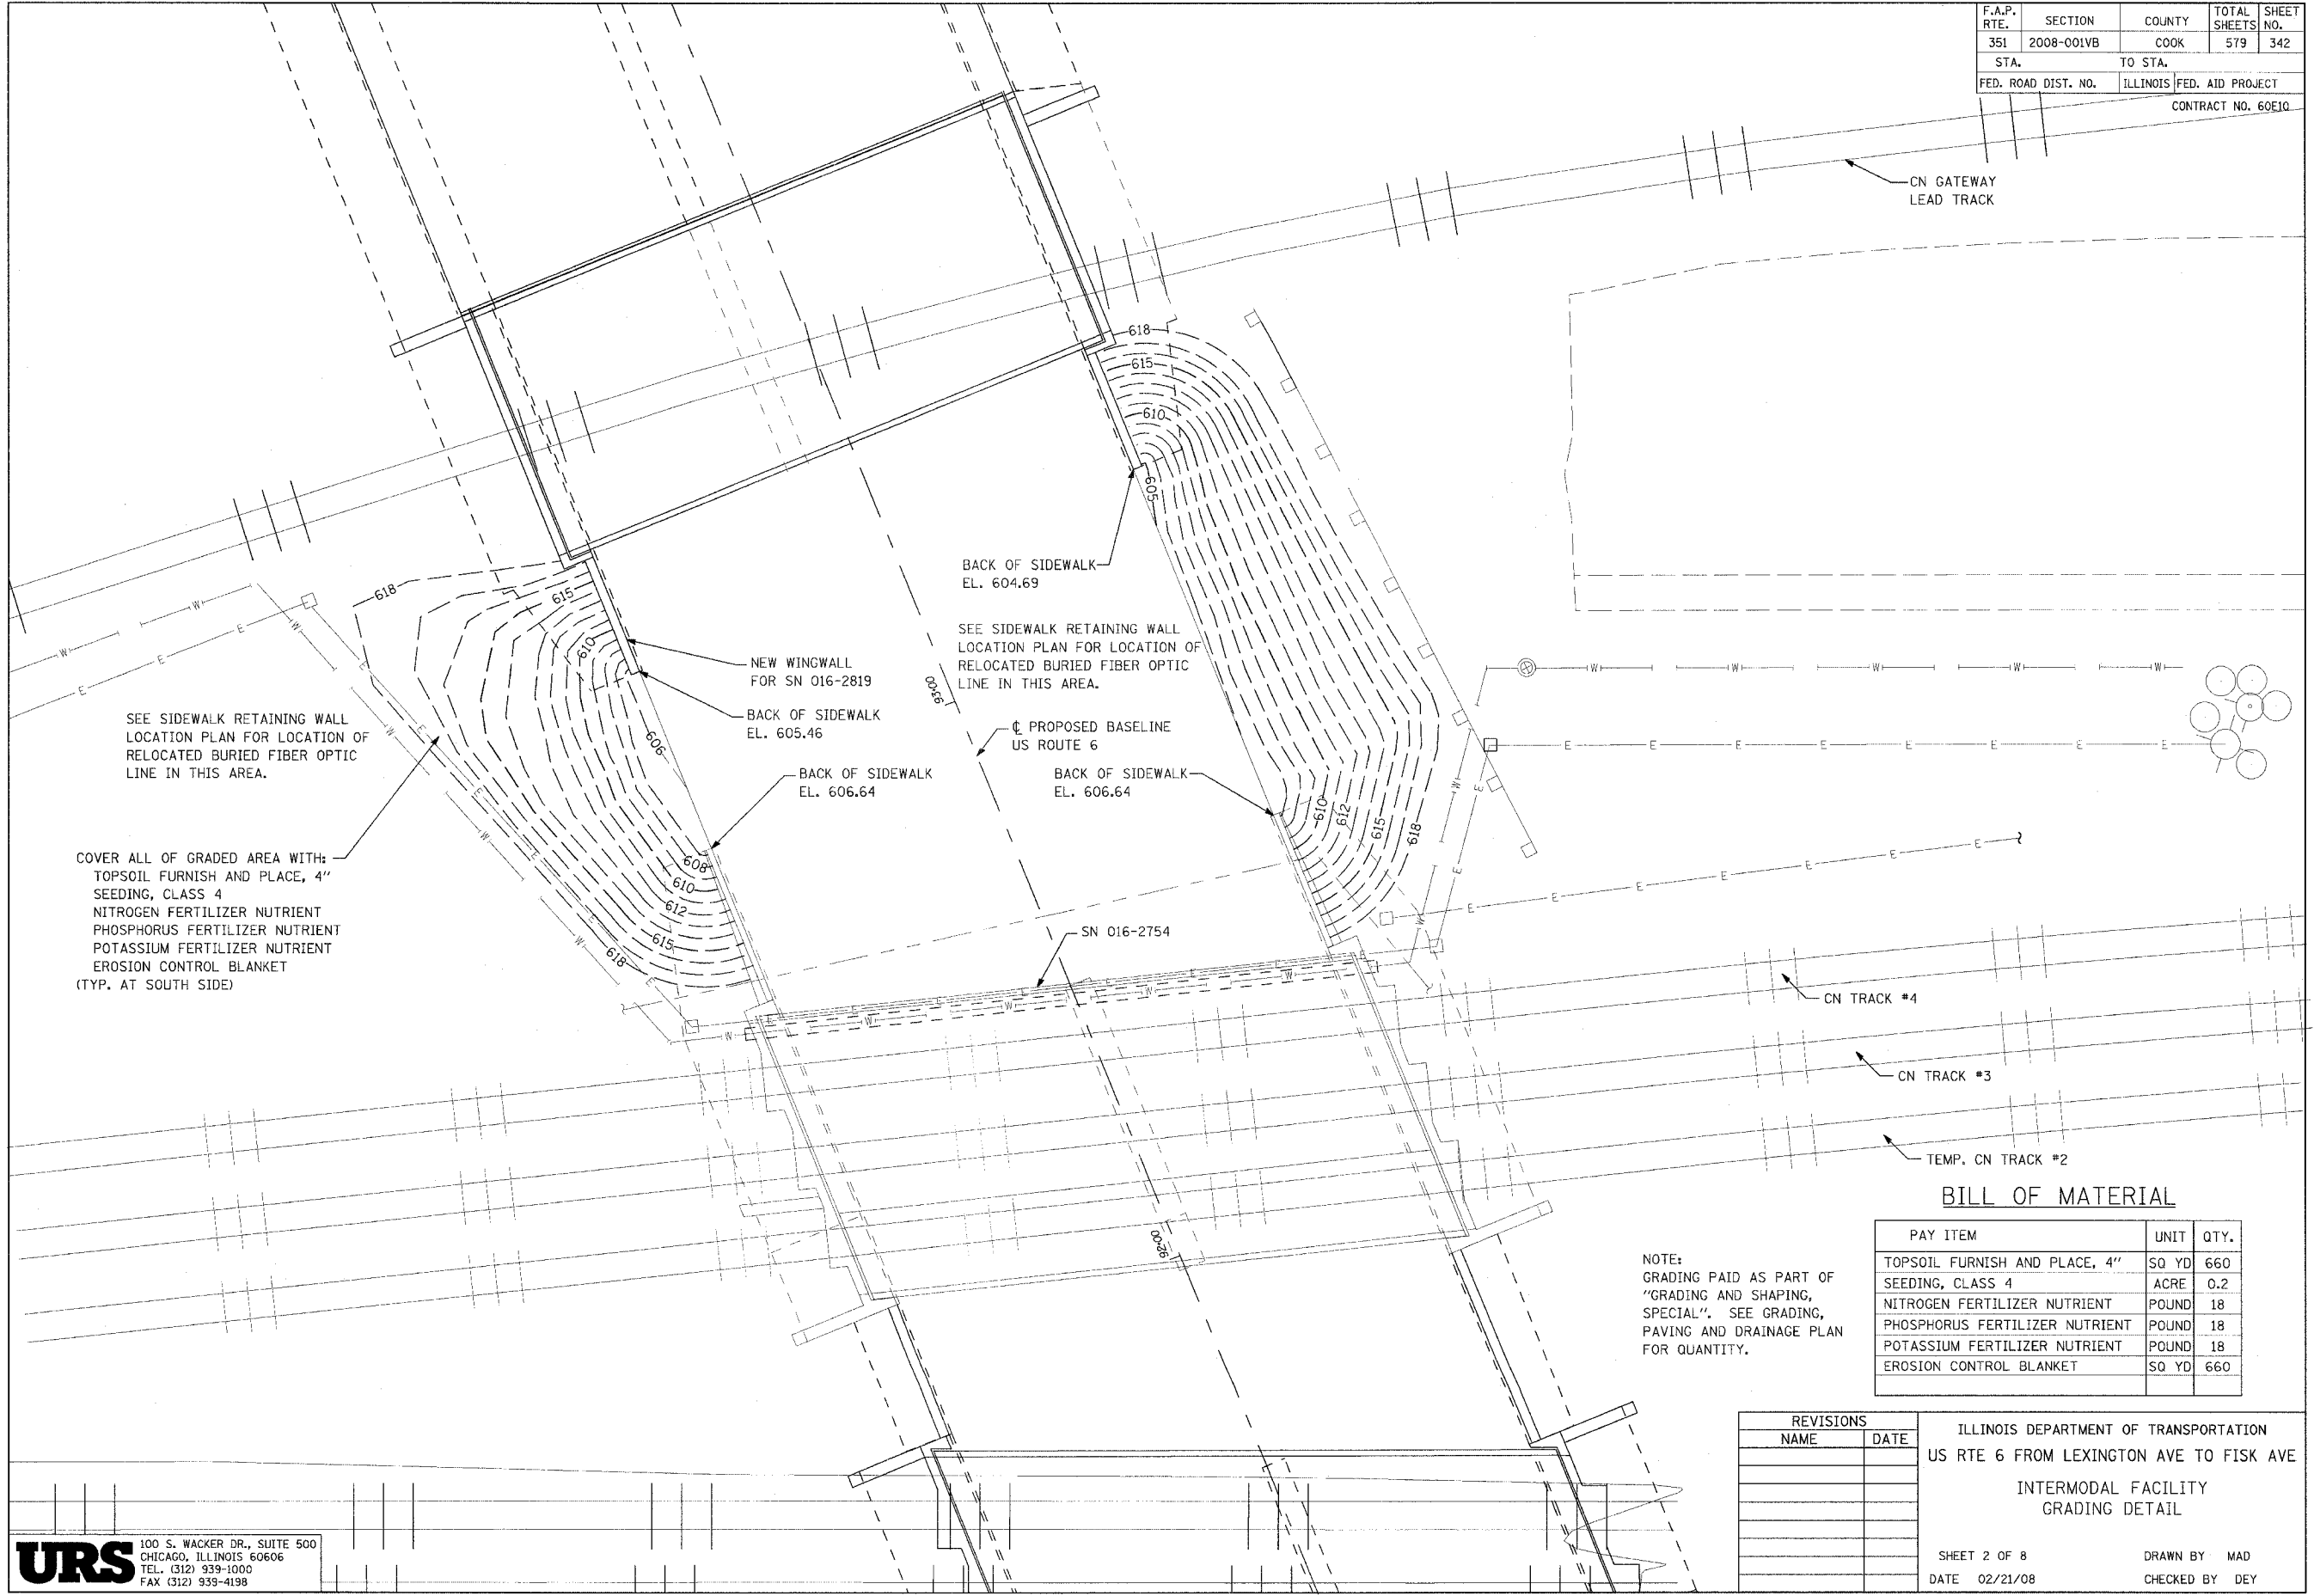 F.A.P. RTE. SECTION COUNTY TOTAL SHEETS SHEET NO.
351 2008-001VB COOK 579 342
STA. TO STA.
FED. ROAD DIST. NO. ILLINOIS FED. AID PROJECT
CONTRACT NO. 60E10
CN GATEWAY
LEAD TRACK
618
615
610
605
BACK OF SIDEWALK
EL. 604.69
SEE SIDEWALK RETAINING WALL
LOCATION PLAN FOR LOCATION OF
RELOCATED BURIED FIBER OPTIC
LINE IN THIS AREA.
618
615
610
606
NEW WINGWALL
FOR SN 016-2819
BACK OF SIDEWALK
EL. 605.46
93+00
℄ PROPOSED BASELINE
US ROUTE 6
BACK OF SIDEWALK
EL. 606.64
BACK OF SIDEWALK
EL. 606.64
SEE SIDEWALK RETAINING WALL
LOCATION PLAN FOR LOCATION OF
RELOCATED BURIED FIBER OPTIC
LINE IN THIS AREA.
COVER ALL OF GRADED AREA WITH:
TOPSOIL FURNISH AND PLACE, 4"
SEEDING, CLASS 4
NITROGEN FERTILIZER NUTRIENT
PHOSPHORUS FERTILIZER NUTRIENT
POTASSIUM FERTILIZER NUTRIENT
EROSION CONTROL BLANKET
(TYP. AT SOUTH SIDE)
608
610
612
615
618
610
612
615
618
W W W W W
E E E E E E E E
E E E E E E E
SN 016-2754
CN TRACK #4
CN TRACK #3
TEMP. CN TRACK #2
92+00
NOTE:
GRADING PAID AS PART OF
"GRADING AND SHAPING,
SPECIAL". SEE GRADING,
PAVING AND DRAINAGE PLAN
FOR QUANTITY.
BILL OF MATERIAL
PAY ITEM UNIT QTY.
TOPSOIL FURNISH AND PLACE, 4" SQ YD 660
SEEDING, CLASS 4 ACRE 0.2
NITROGEN FERTILIZER NUTRIENT POUND 18
PHOSPHORUS FERTILIZER NUTRIENT POUND 18
POTASSIUM FERTILIZER NUTRIENT POUND 18
EROSION CONTROL BLANKET SQ YD 660
REVISIONS
NAME DATE
ILLINOIS DEPARTMENT OF TRANSPORTATION
US RTE 6 FROM LEXINGTON AVE TO FISK AVE
INTERMODAL FACILITY
GRADING DETAIL
SHEET 2 OF 8 DRAWN BY MAD
DATE 02/21/08 CHECKED BY DEY
URS
100 S. WACKER DR., SUITE 500
CHICAGO, ILLINOIS 60606
TEL. (312) 939-1000
FAX (312) 939-4198